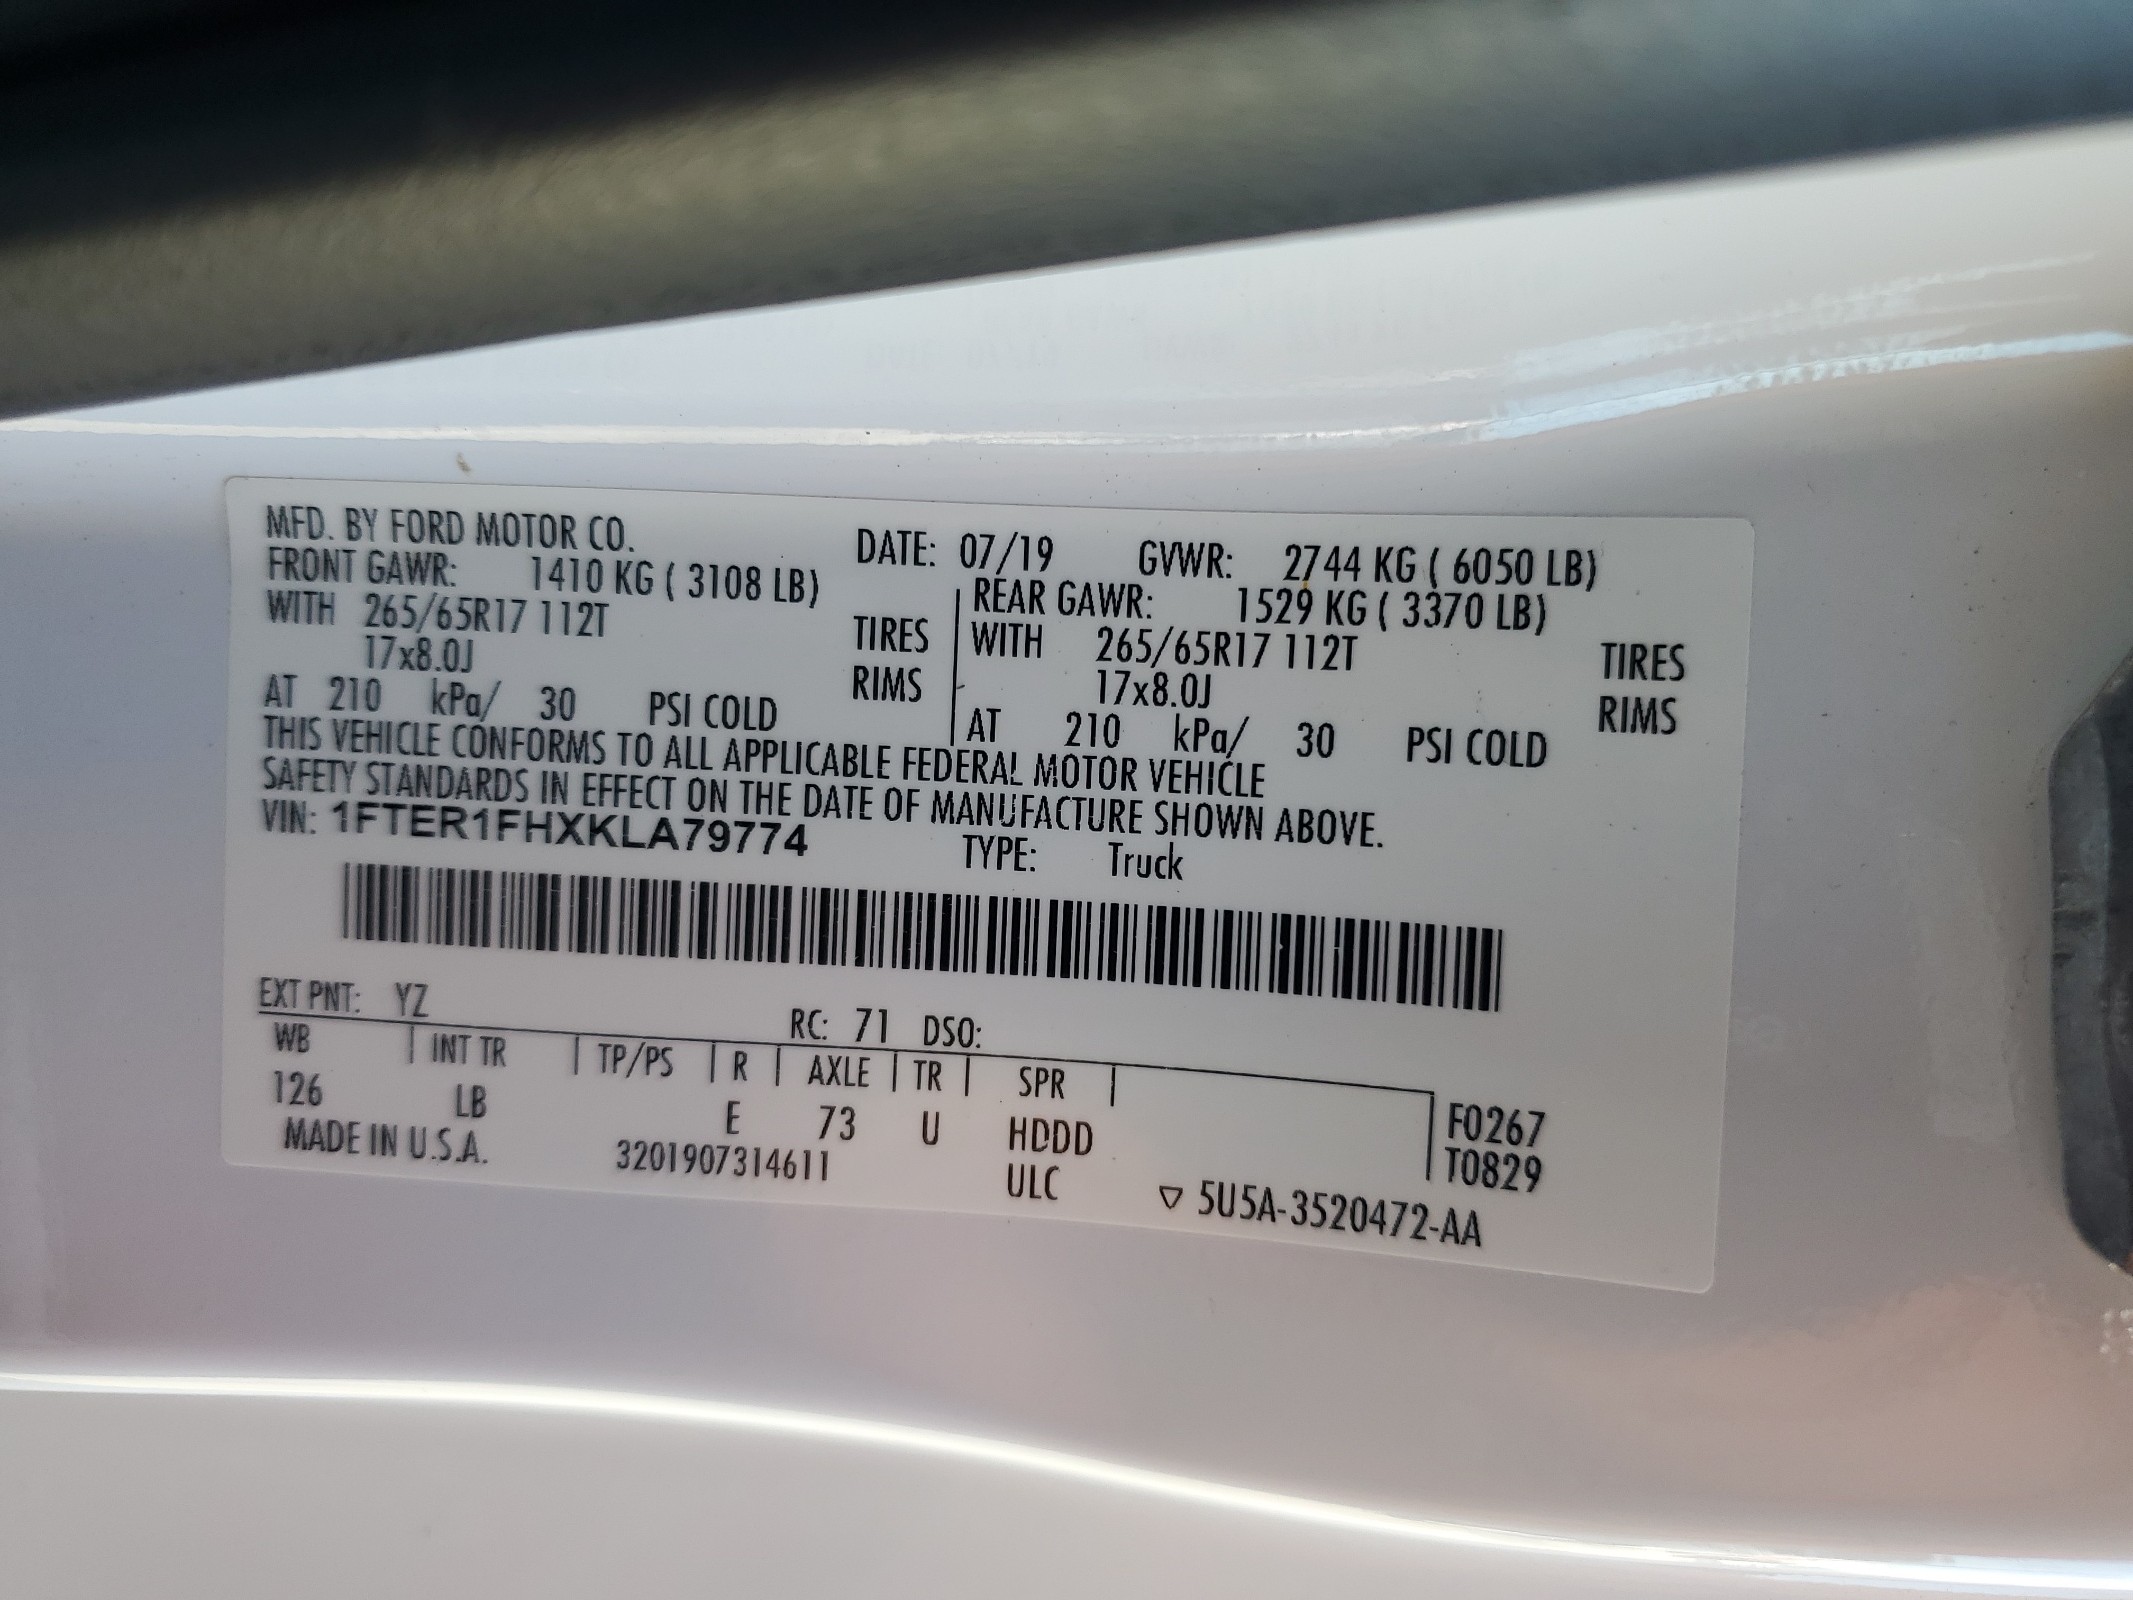 MFD. BY FORD MOTOR CO. DATE: 07/19 GVWR: 2744 KG ( 6050 LB)
FRONT GAWR: 1410 KG ( 3108 LB) REAR GAWR: 1529 KG ( 3370 LB)
WITH 265/65R17 112T TIRES WITH 265/65R17 112T TIRES
17x8.0J RIMS 17x8.0J RIMS
AT 210 kPa/ 30 PSI COLD AT 210 kPa/ 30 PSI COLD
THIS VEHICLE CONFORMS TO ALL APPLICABLE FEDERAL MOTOR VEHICLE
SAFETY STANDARDS IN EFFECT ON THE DATE OF MANUFACTURE SHOWN ABOVE.
VIN: 1FTER1FHXKLA79774 TYPE: Truck
EXT PNT: YZ RC: 71 DSO:
WB INT TR TP/PS R AXLE TR SPR
126 LB E 73 U HDDD F0267
MADE IN U.S.A. 3201907314611 ULC T0829
▽ 5U5A-3520472-AA